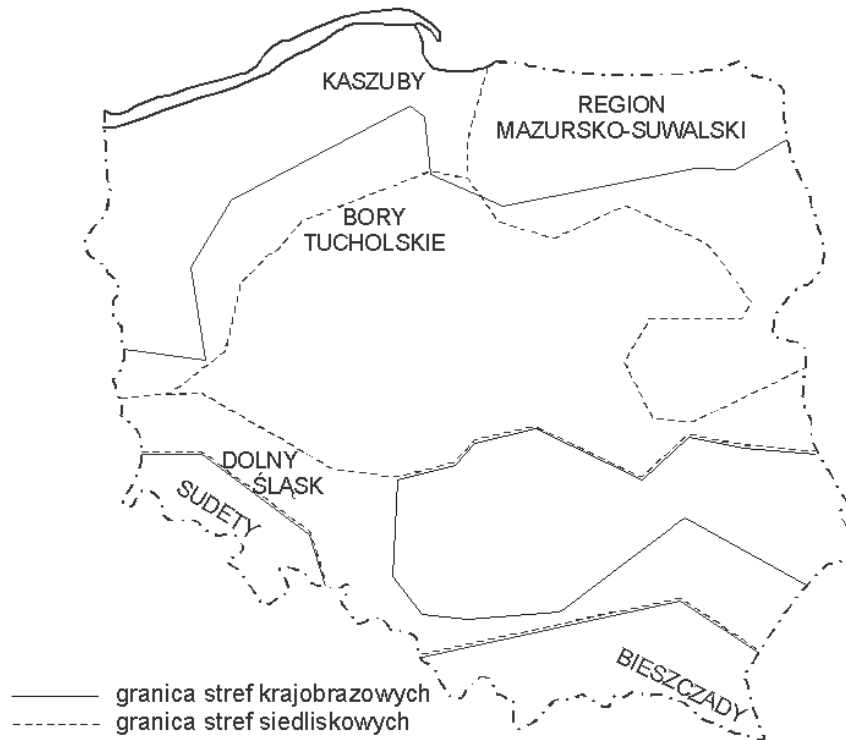 KASZUBY
REGION
MAZURSKO-SUWALSKI
BORY
TUCHOLSKIE
DOLNY
ŚLĄSK
SUDETY
BIESZCZADY
granica stref krajobrazowych
granica stref siedliskowych